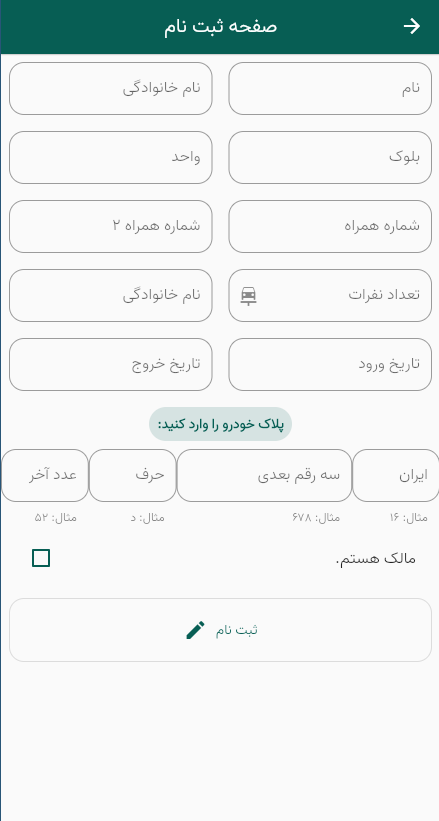 صفحه ثبت نام
نام
نام خانوادگی
بلوک
واحد
شماره همراه
شماره همراه ۲
تعداد نفرات
نام خانوادگی
تاریخ ورود
تاریخ خروج
پلاک خودرو را وارد کنید:
ایران
سه رقم بعدی
حرف
عدد آخر
مثال: ۱۶
مثال: ۶۷۸
مثال: د
مثال: ۵۲
مالک هستم.
ثبت نام